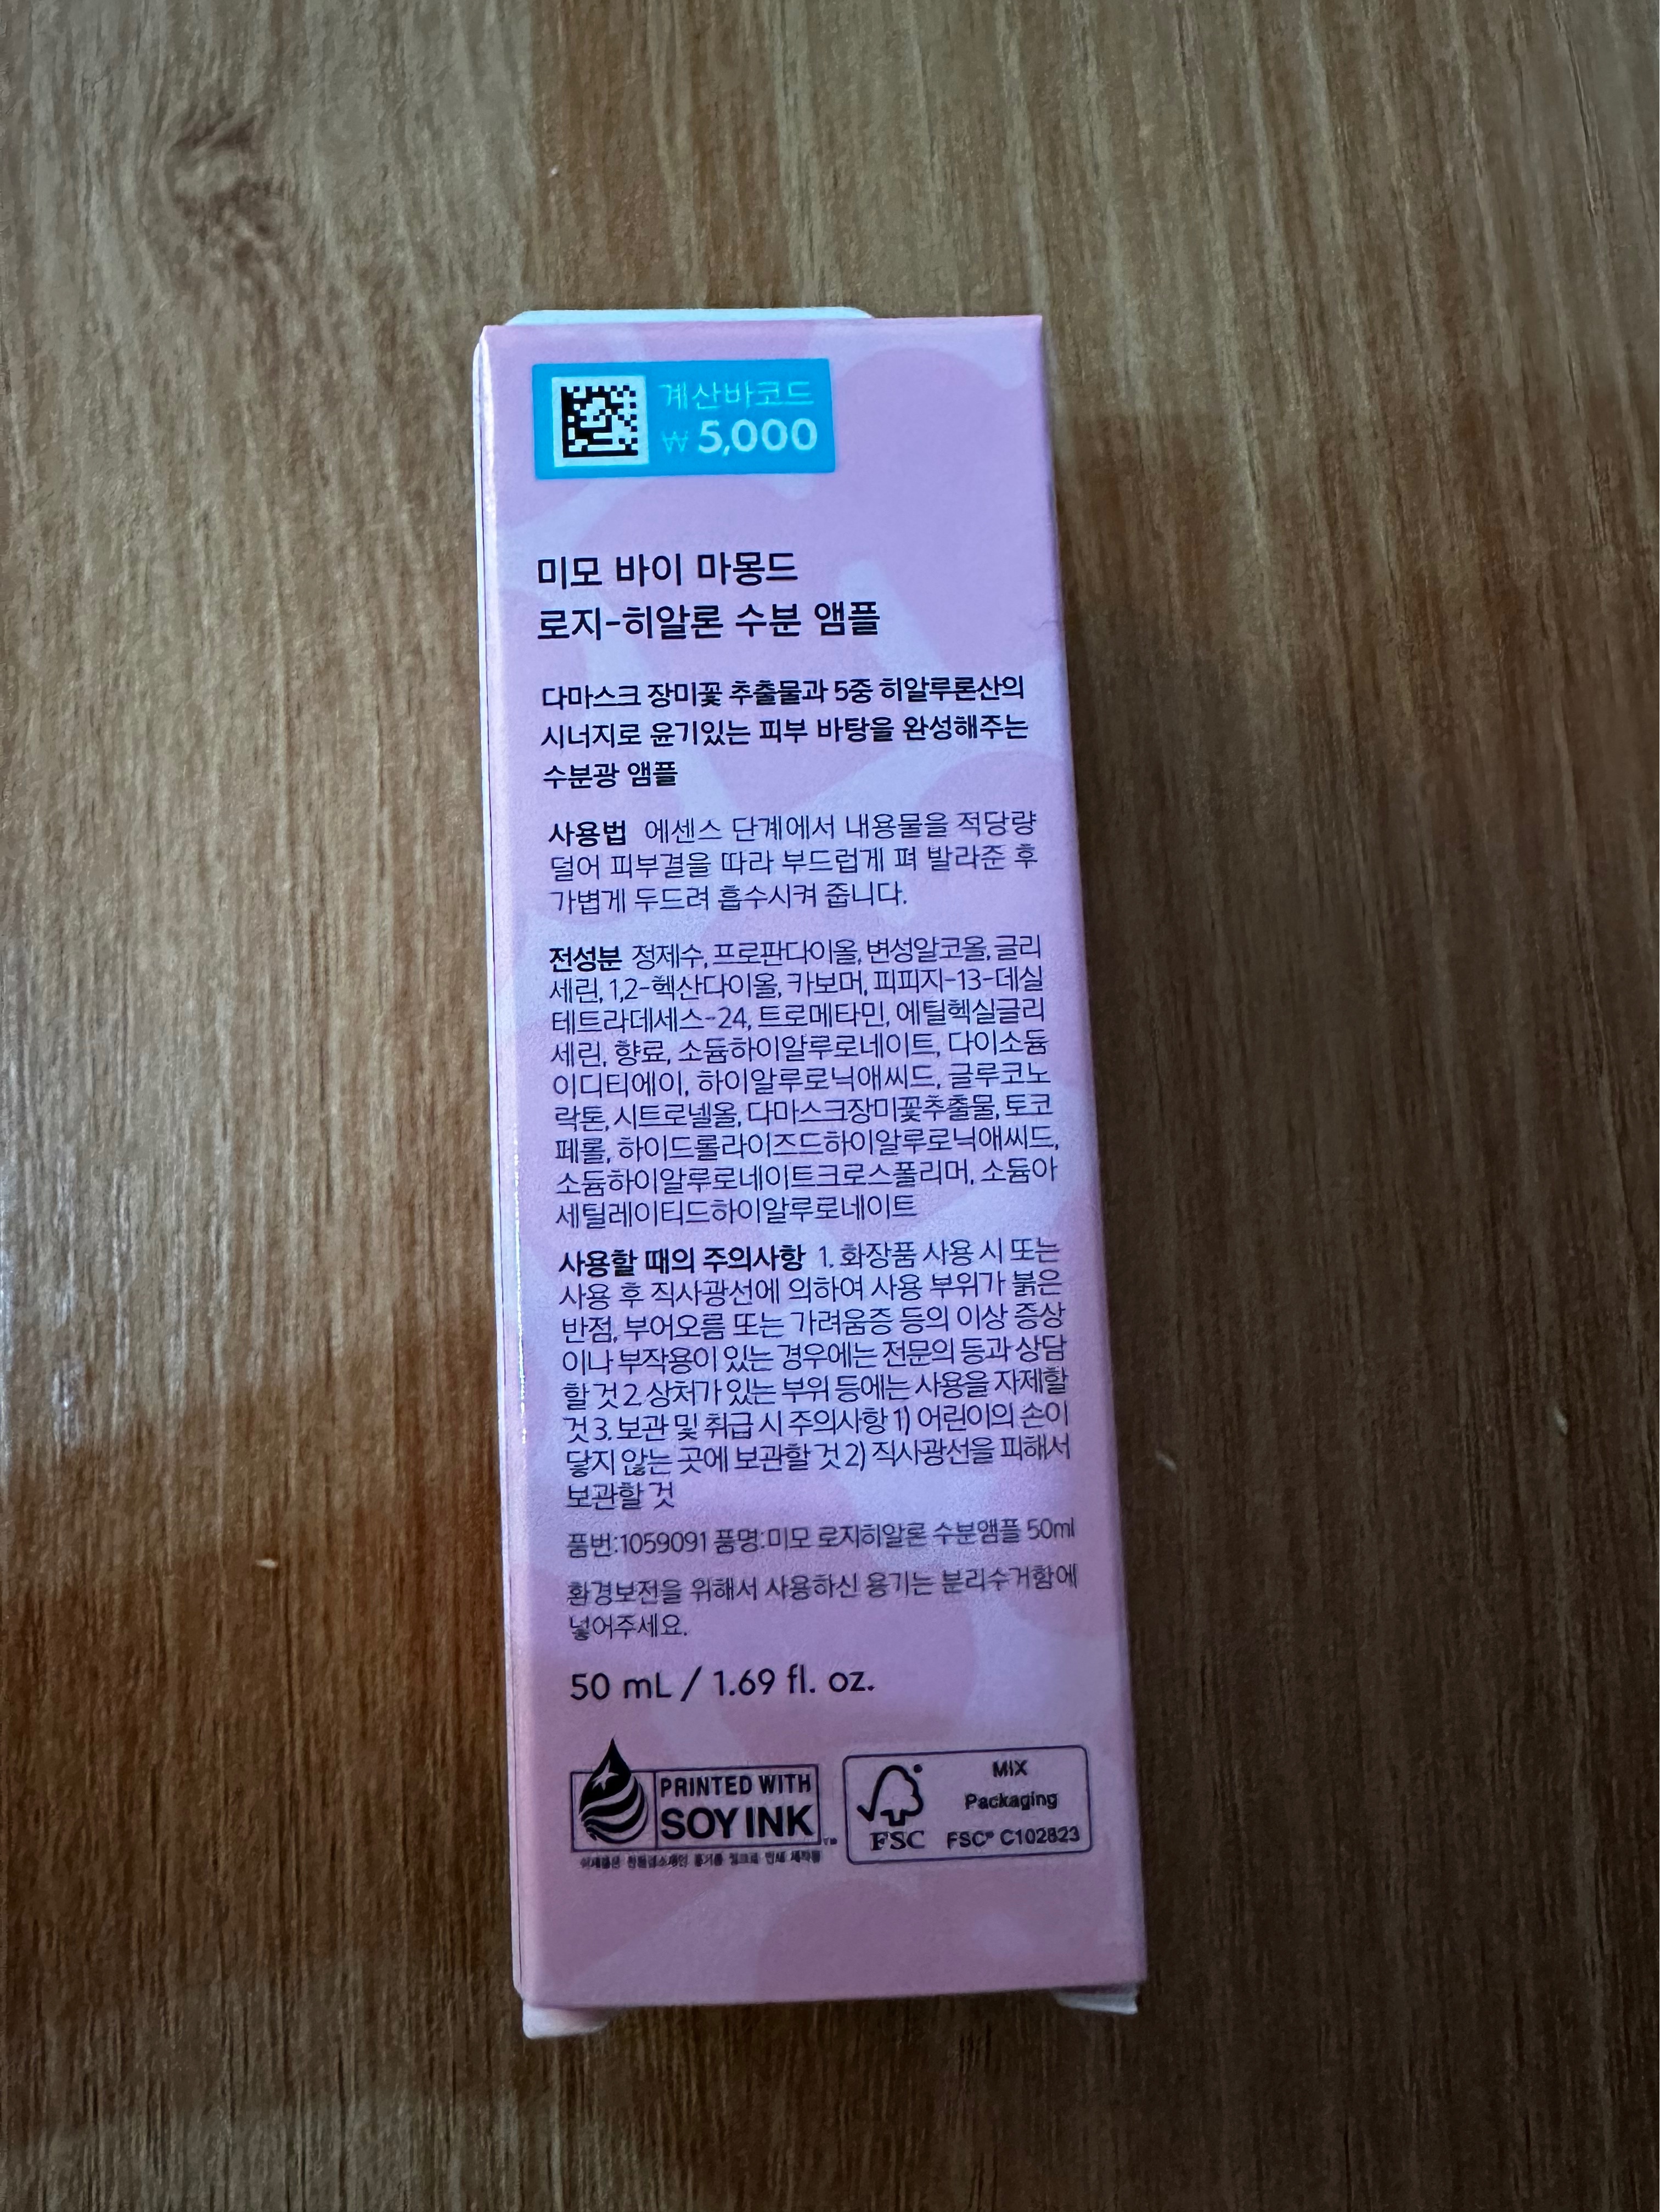 계산바코드
₩ 5,000
미모 바이 마몽드
로지-히알론 수분 앰플
다마스크 장미꽃 추출물과 5중 히알루론산의
시너지로 윤기있는 피부 바탕을 완성해주는
수분광 앰플
사용법 에센스 단계에서 내용물을 적당량
덜어 피부결을 따라 부드럽게 펴 발라준 후
가볍게 두드려 흡수시켜 줍니다.
전성분 정제수, 프로판다이올, 변성알코올, 글리
세린, 1,2-헥산다이올, 카보머, 피피지-13-데실
테트라데세스-24, 트로메타민, 에틸헥실글리
세린, 향료, 소듐하이알루로네이트, 다이소듐
이디티에이, 하이알루로닉애씨드, 글루코노
락톤, 시트로넬올, 다마스크장미꽃추출물, 토코
페롤, 하이드롤라이즈드하이알루로닉애씨드,
소듐하이알루로네이트크로스폴리머, 소듐아
세틸레이티드하이알루로네이트
사용할 때의 주의사항 1. 화장품 사용 시 또는
사용 후 직사광선에 의하여 사용 부위가 붉은
반점, 부어오름 또는 가려움증 등의 이상 증상
이나 부작용이 있는 경우에는 전문의 등과 상담
할 것 2. 상처가 있는 부위 등에는 사용을 자제할
것 3. 보관 및 취급 시 주의사항 1) 어린이의 손이
닿지 않는 곳에 보관할 것 2) 직사광선을 피해서
보관할 것
품번:1059091 품명:미모 로지히알론 수분앰플 50ml
환경보전을 위해서 사용하신 용기는 분리수거함에
넣어주세요.
50 mL / 1.69 fl. oz.
PRINTED WITH
SOY INK
FSC
MIX
Packaging
FSC® C102823